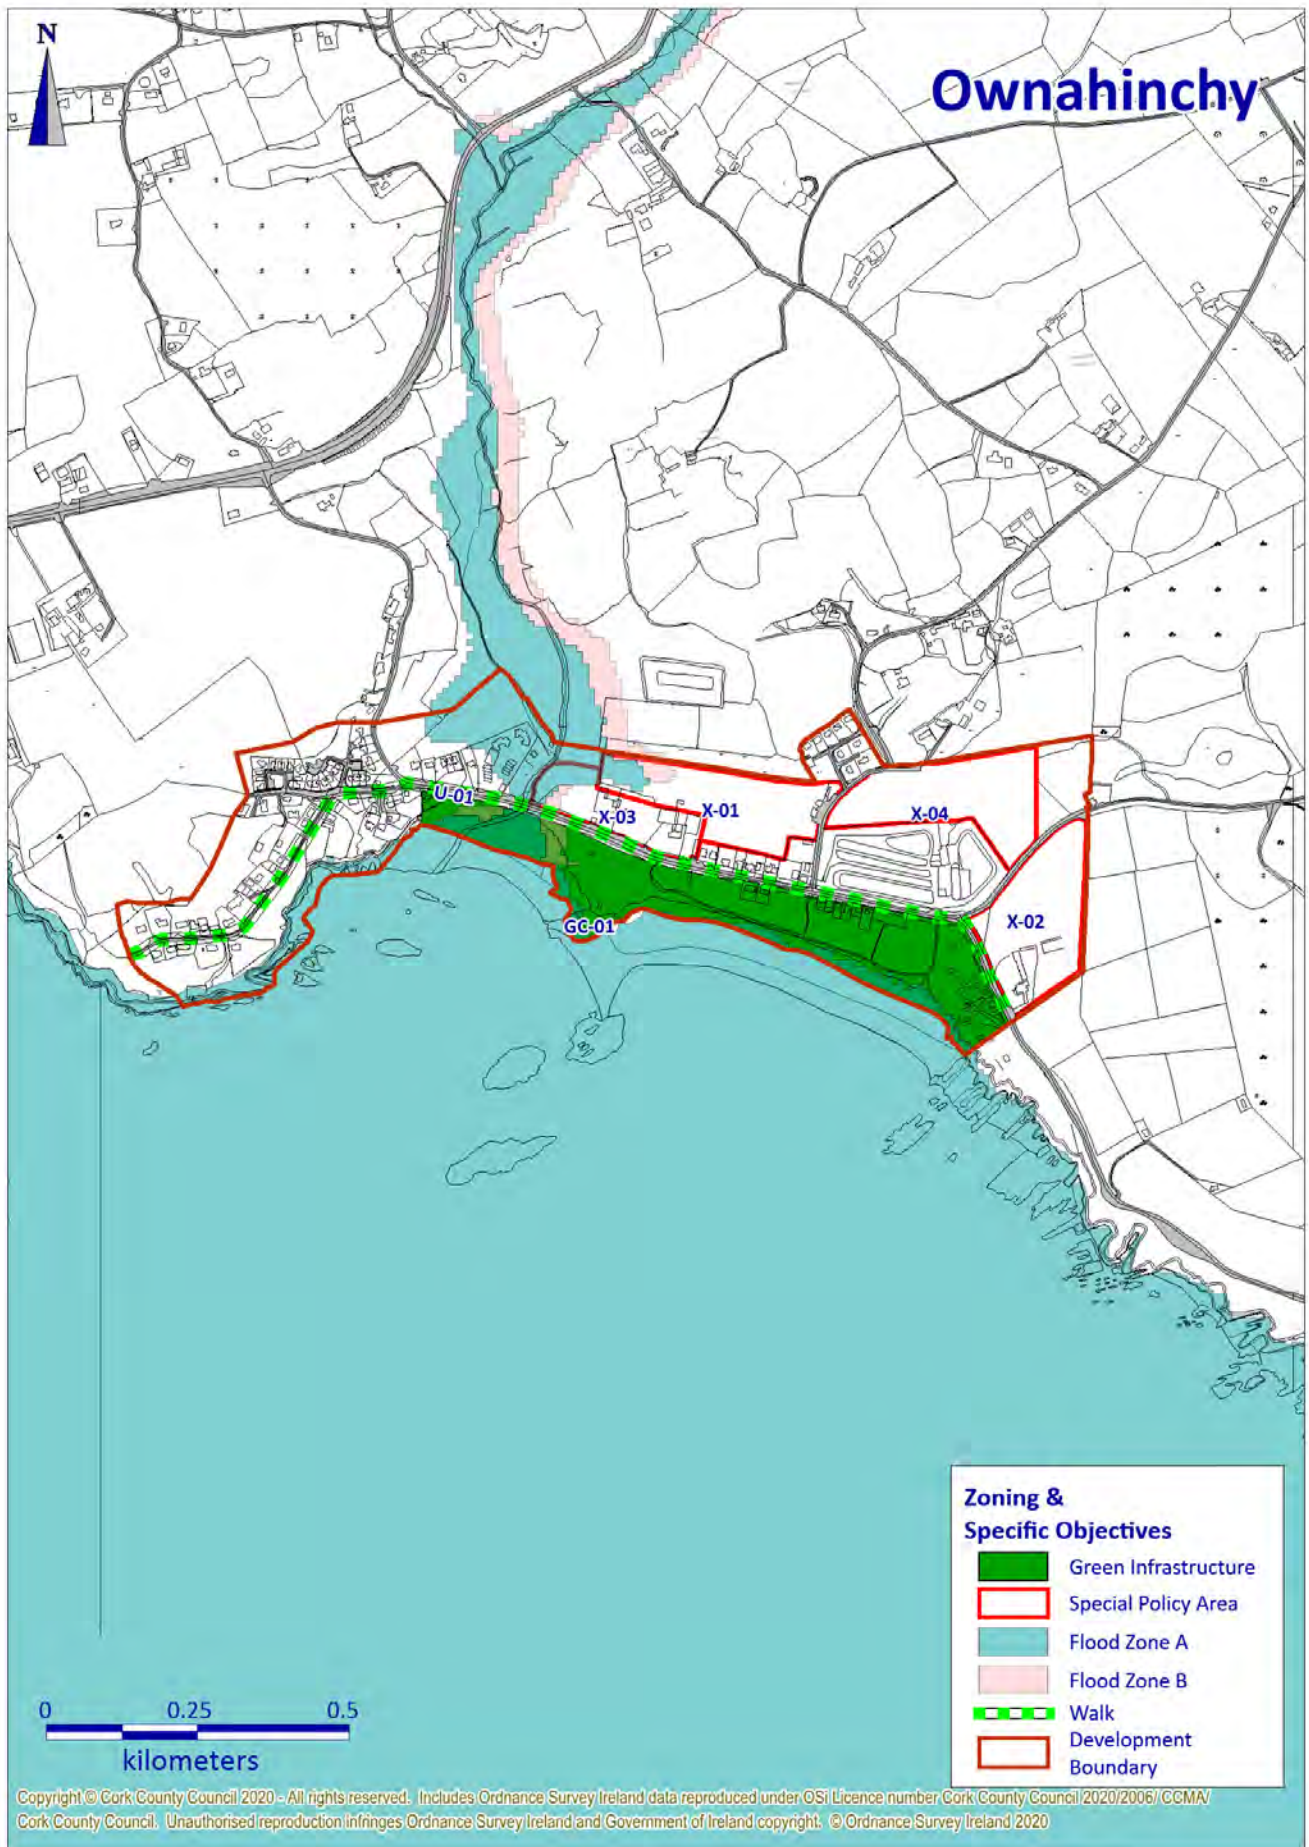 N
Ownahinchy
U-01
X-03
X-01
X-04
GC-01
X-02
Zoning &
Specific Objectives
Green Infrastructure
Special Policy Area
Flood Zone A
Flood Zone B
Walk
Development
Boundary
0 0.25 0.5
kilometers
Copyright © Cork County Council 2020 - All rights reserved. Includes Ordnance Survey Ireland data reproduced under OSi Licence number Cork County Council 2020/2006/ CCMA/
Cork County Council. Unauthorised reproduction infringes Ordnance Survey Ireland and Government of Ireland copyright. © Ordnance Survey Ireland 2020